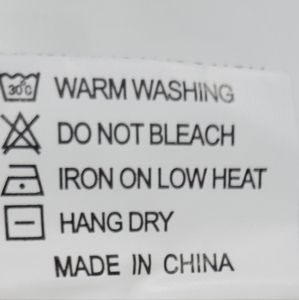 30°C WARM WASHING
DO NOT BLEACH
IRON ON LOW HEAT
HANG DRY
MADE IN CHINA